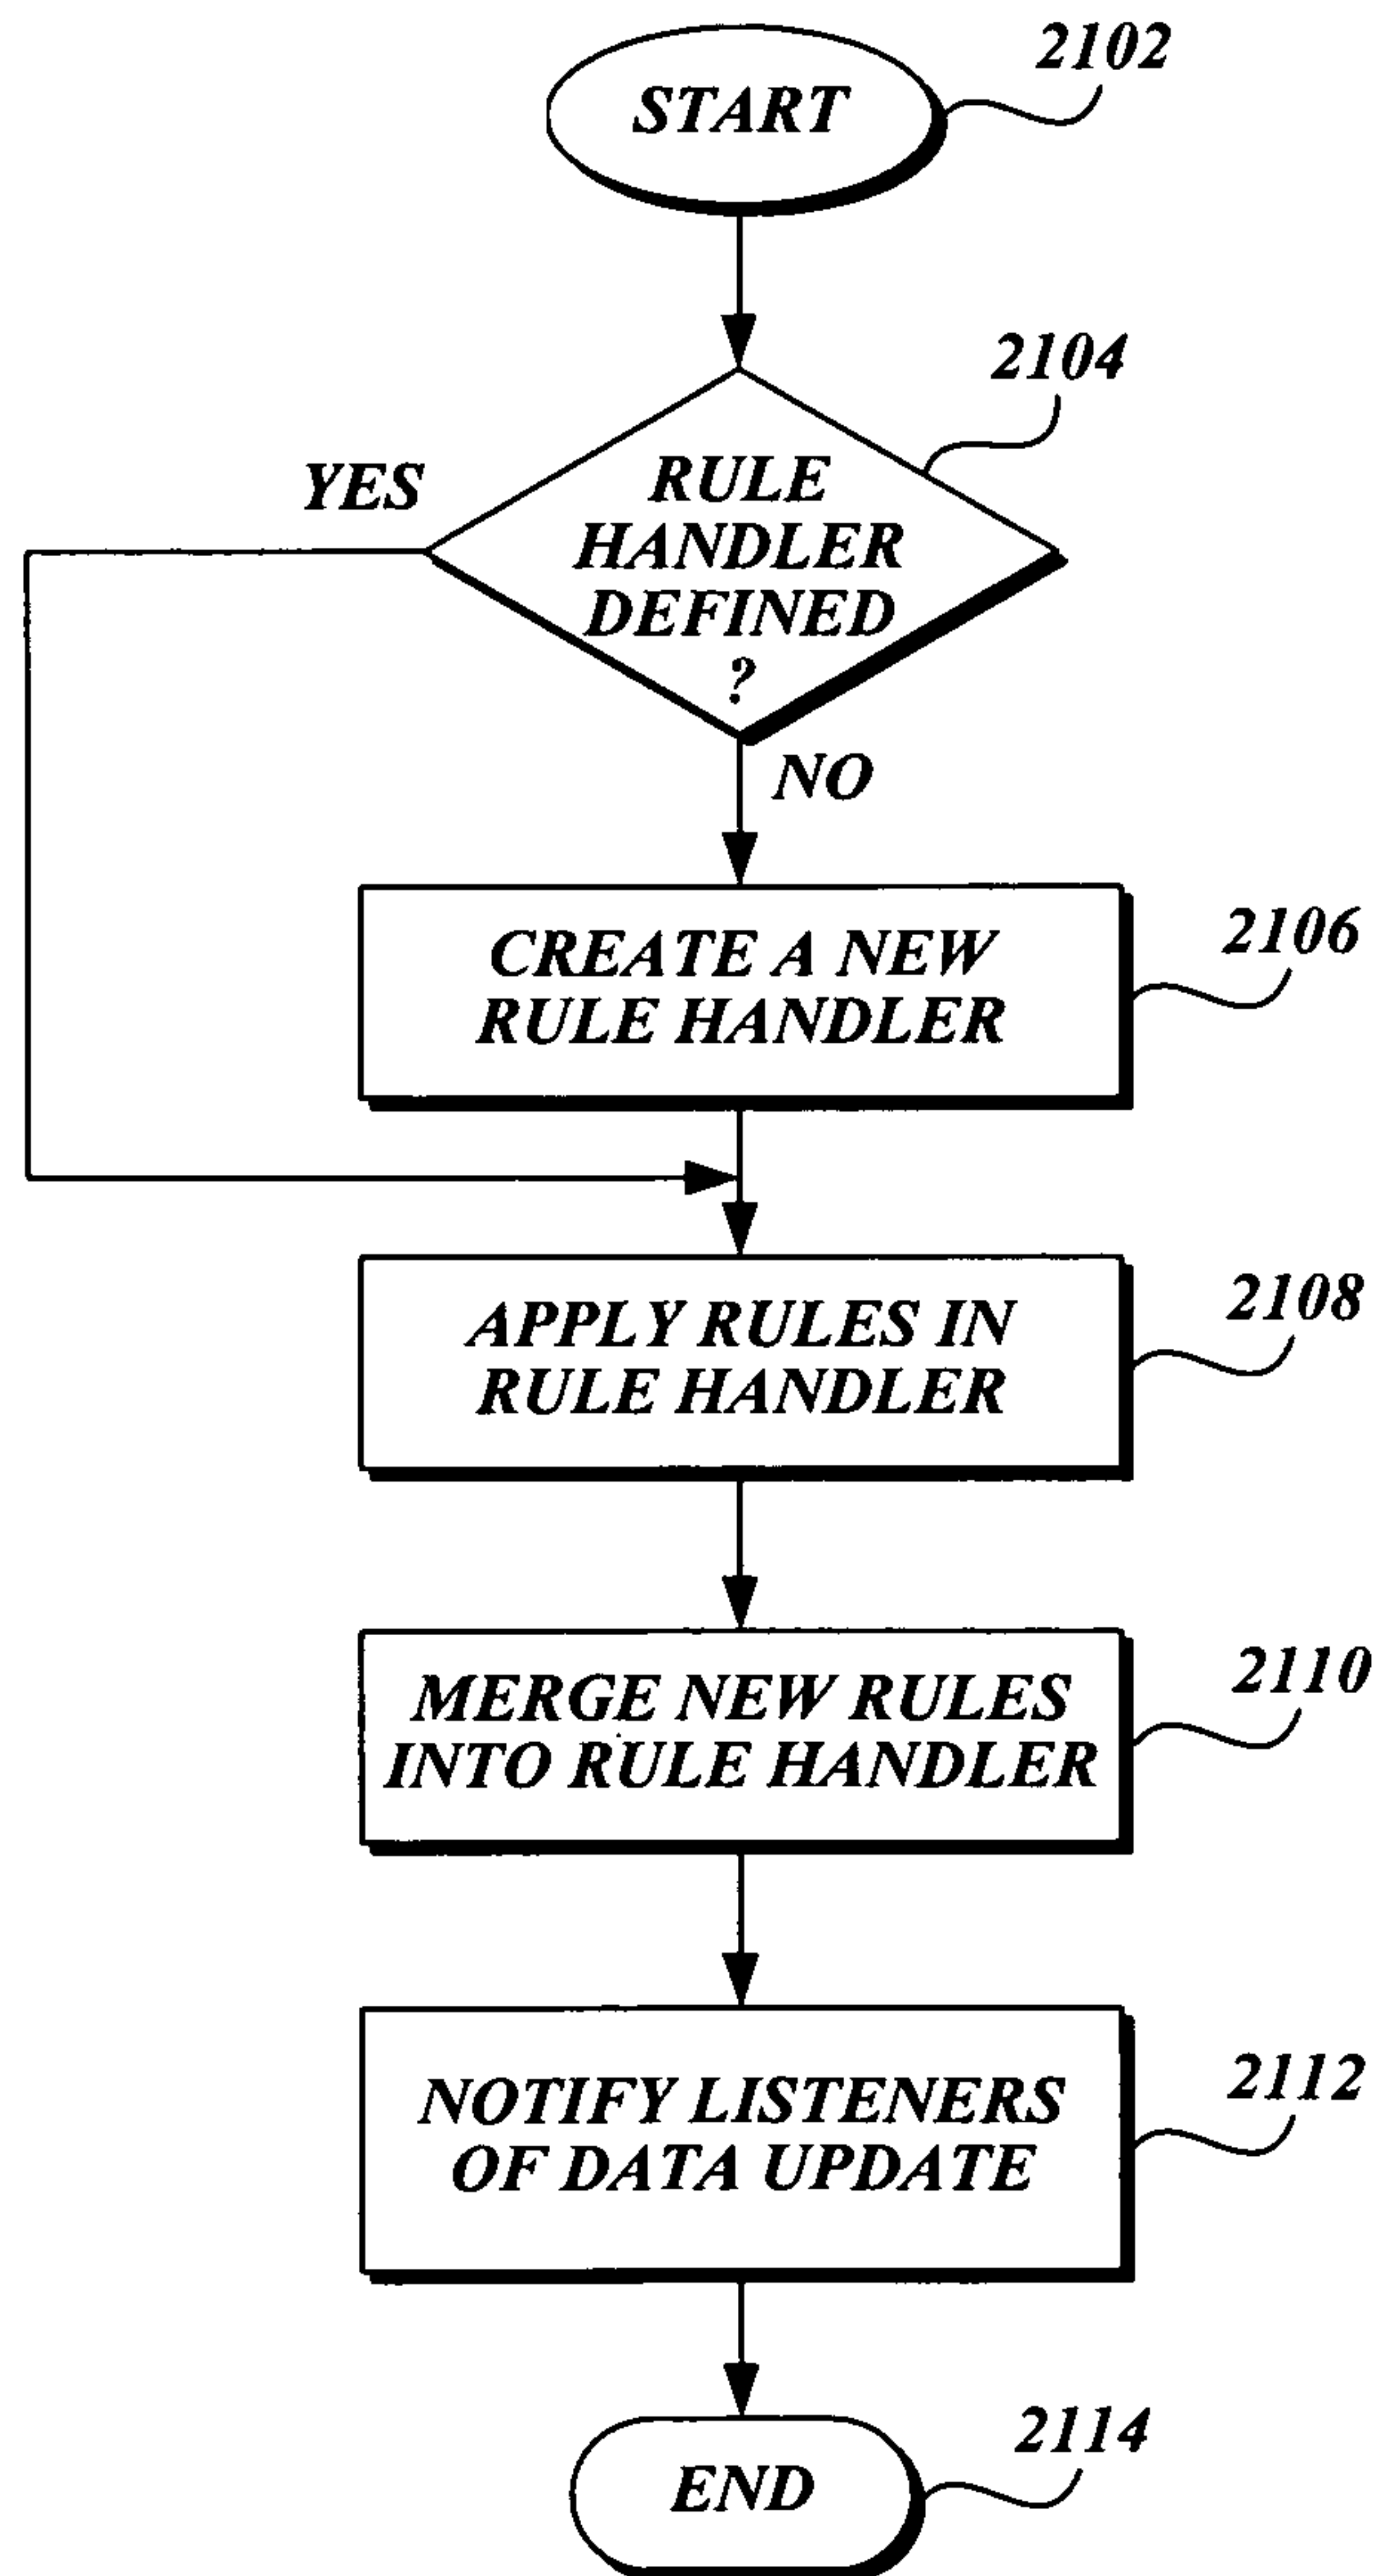 2102
START
2104
YES
RULE
HANDLER
DEFINED
?
NO
2106
CREATE A NEW
RULE HANDLER
2108
APPLY RULES IN
RULE HANDLER
2110
MERGE NEW RULES
INTO RULE HANDLER
2112
NOTIFY LISTENERS
OF DATA UPDATE
2114
END